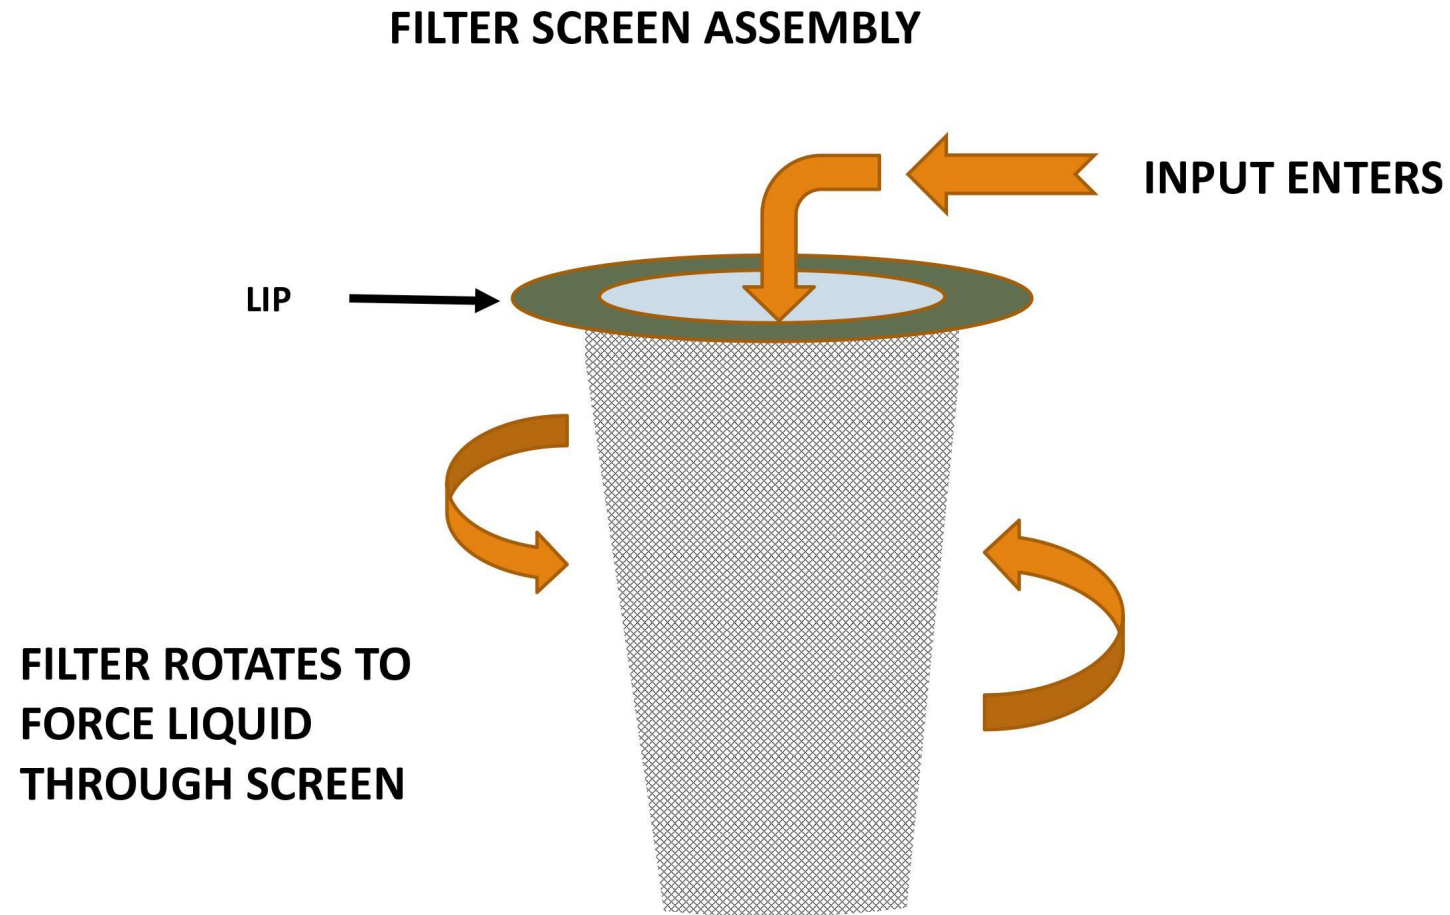 FILTER SCREEN ASSEMBLY
INPUT ENTERS
LIP
FILTER ROTATES TO
FORCE LIQUID
THROUGH SCREEN